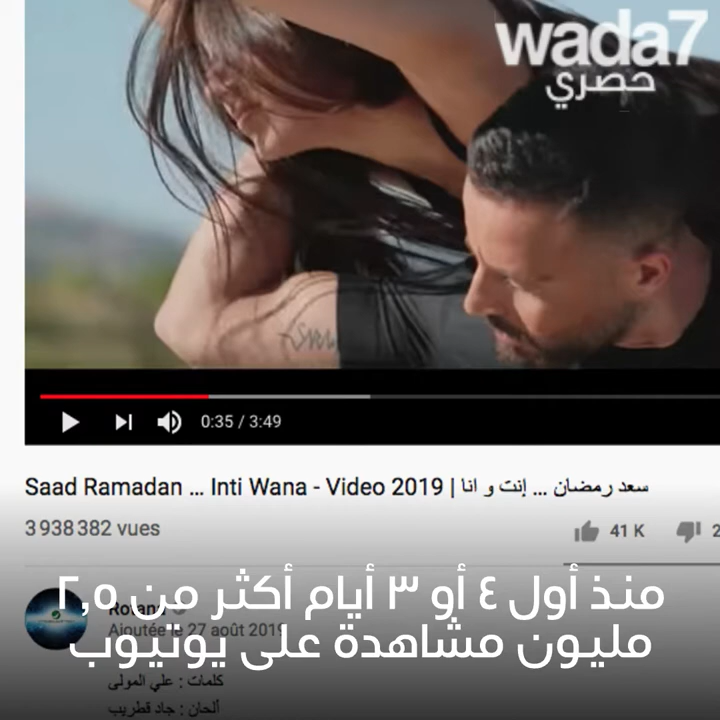 wada7
حصري
0:35 / 3:49
Saad Ramadan ... Inti Wana - Video 2019 | سعد رمضان ... إنت و انا
3 938 382 vues
41 K
2
منذ أول ٤ أو ٣ أيام أكثر من ٢,٥
Rotana
Ajoutée le 27 août 2019
مليون مشاهدة على يوتيوب
كلمات : علي المولى
ألحان : جاد قطريب